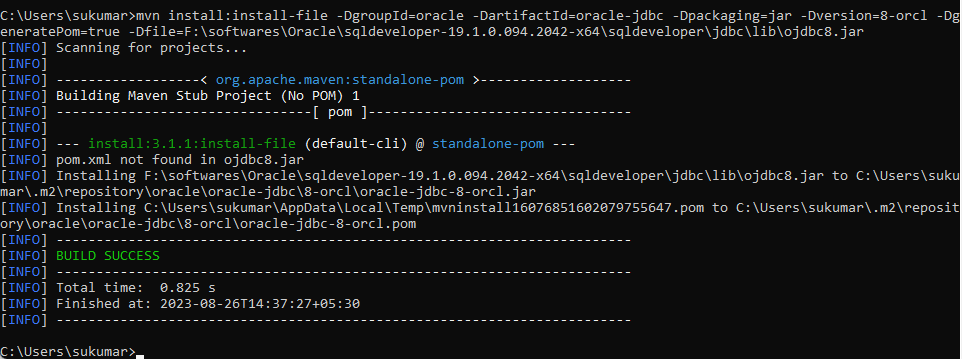 C:\Users\sukumar>mvn install:install-file -DgroupId=oracle -DartifactId=oracle-jdbc -Dpackaging=jar -Dversion=8-orcl -Dg
eneratePom=true -Dfile=F:\softwares\Oracle\sqldeveloper-19.1.0.094.2042-x64\sqldeveloper\jdbc\lib\ojdbc8.jar
[INFO] Scanning for projects...
[INFO]
[INFO] ------------------< org.apache.maven:standalone-pom >-------------------
[INFO] Building Maven Stub Project (No POM) 1
[INFO] --------------------------------[ pom ]---------------------------------
[INFO]
[INFO] --- install:3.1.1:install-file (default-cli) @ standalone-pom ---
[INFO] pom.xml not found in ojdbc8.jar
[INFO] Installing F:\softwares\Oracle\sqldeveloper-19.1.0.094.2042-x64\sqldeveloper\jdbc\lib\ojdbc8.jar to C:\Users\suku
mar\.m2\repository\oracle\oracle-jdbc\8-orcl\oracle-jdbc-8-orcl.jar
[INFO] Installing C:\Users\sukumar\AppData\Local\Temp\mvninstall16076851602079755647.pom to C:\Users\sukumar\.m2\reposit
ory\oracle\oracle-jdbc\8-orcl\oracle-jdbc-8-orcl.pom
[INFO] ------------------------------------------------------------------------
[INFO] BUILD SUCCESS
[INFO] ------------------------------------------------------------------------
[INFO] Total time:  0.825 s
[INFO] Finished at: 2023-08-26T14:37:27+05:30
[INFO] ------------------------------------------------------------------------
C:\Users\sukumar>